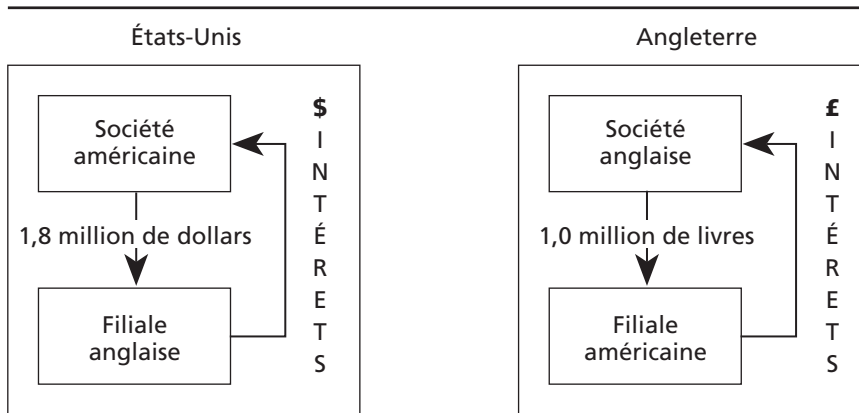 États-Unis
Société
américaine
1,8 million de dollars
Filiale
anglaise
$
I
N
T
É
R
E
T
S
Angleterre
Société
anglaise
1,0 million de livres
Filiale
américaine
£
I
N
T
É
R
E
T
S